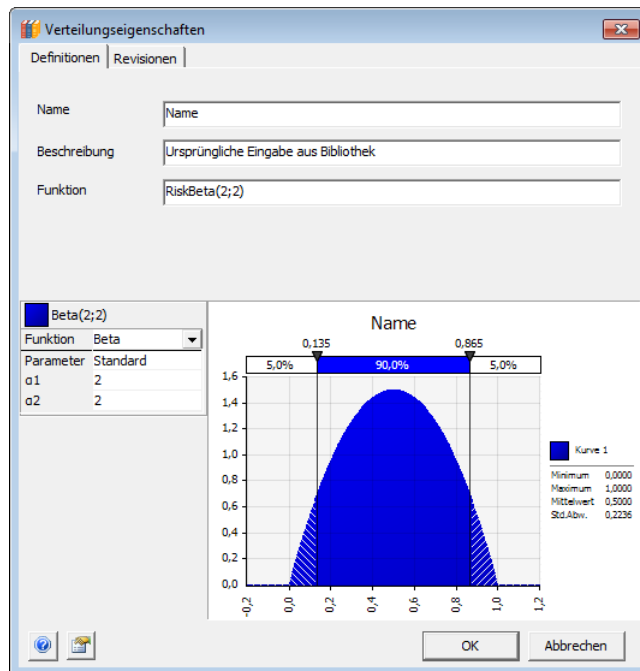 Verteilungseigenschaften
Definitionen
Revisionen
Name
Name
Beschreibung
Ursprüngliche Eingabe aus Bibliothek
Funktion
RiskBeta(2;2)
Beta(2;2)
Funktion
Beta
Parameter
Standard
α1
2
α2
2
Name
0,135
0,865
5,0%
90,0%
5,0%
1,6
1,4
1,2
1,0
0,8
0,6
0,4
0,2
0,0
-0,2
0,0
0,2
0,4
0,6
0,8
1,0
1,2
Kurve 1
Minimum 0,0000
Maximum 1,0000
Mittelwert 0,5000
Std.Abw. 0,2236
OK
Abbrechen